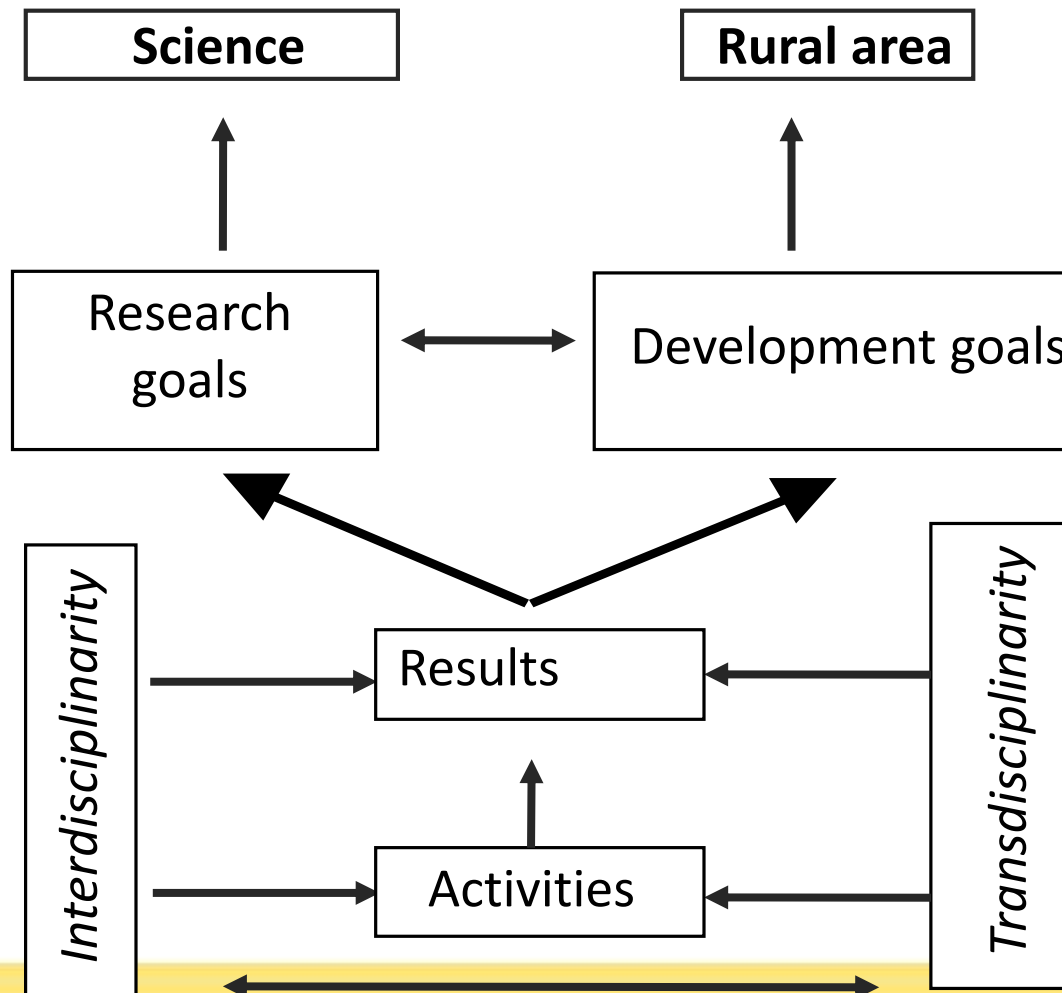 Science
Rural area
Research
goals
Development goals
Interdisciplinarity
Results
Transdisciplinarity
Activities